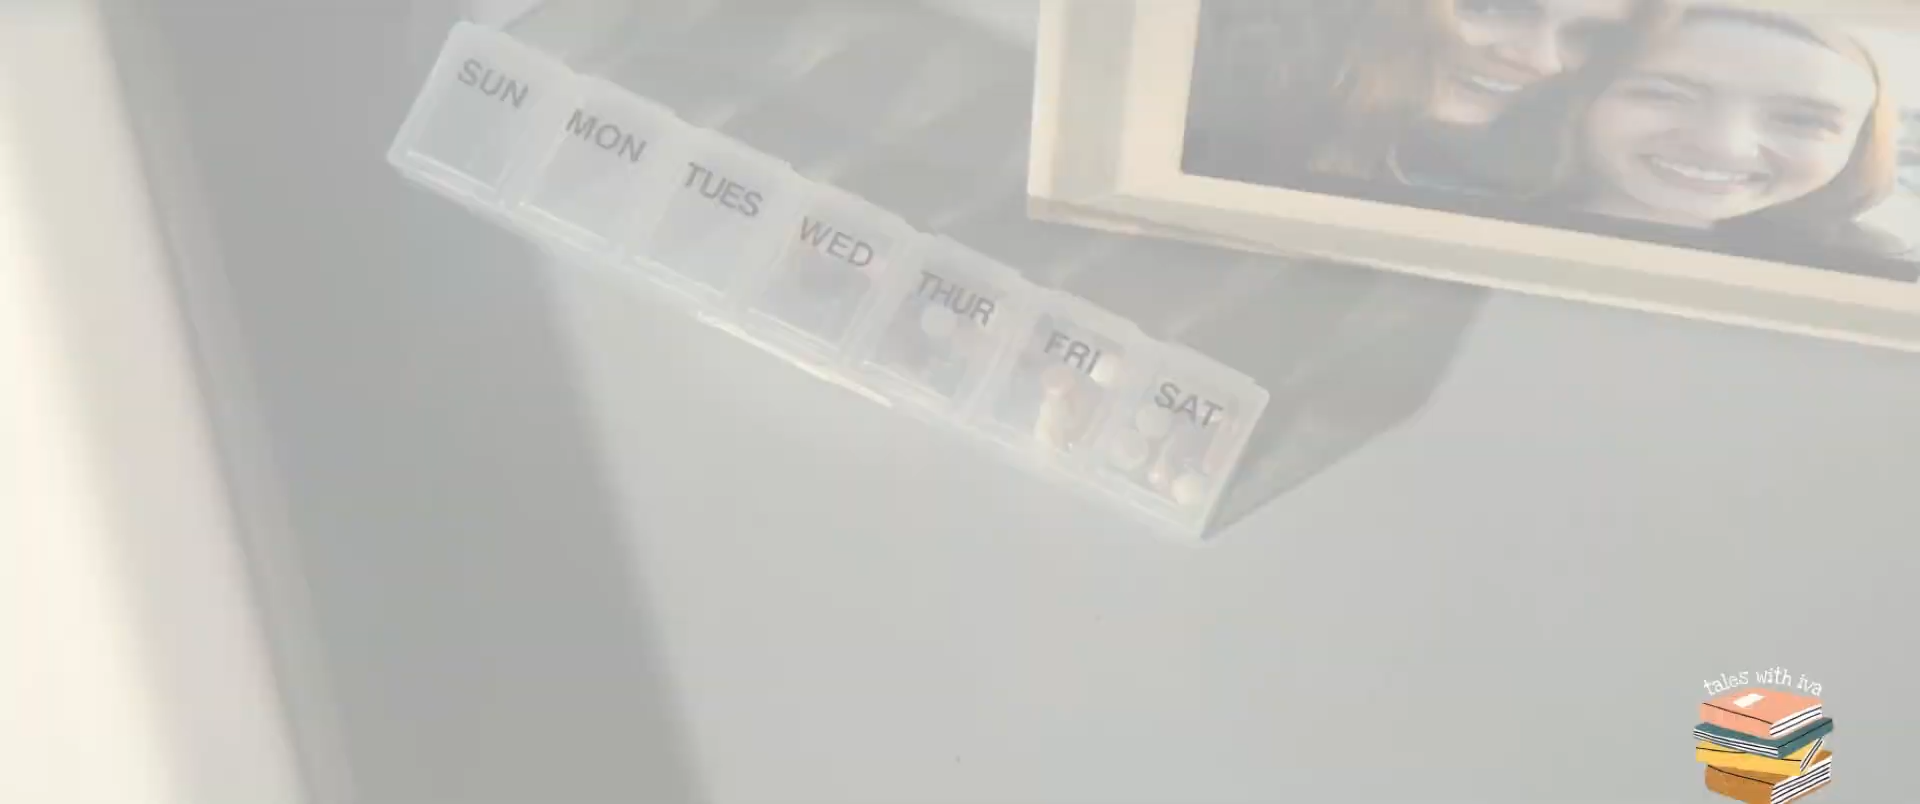 SUN
MON
TUES
WED
THUR
FRI
SAT
tales with iva